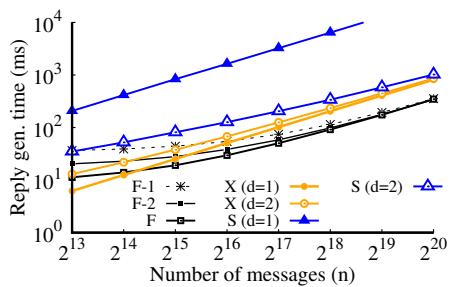 10^4
10^3
10^2
10^1
10^0
Reply gen. time (ms)
F-1 X (d=1) S (d=2)
F-2 X (d=2)
F S (d=1)
2^13 2^14 2^15 2^16 2^17 2^18 2^19 2^20
Number of messages (n)